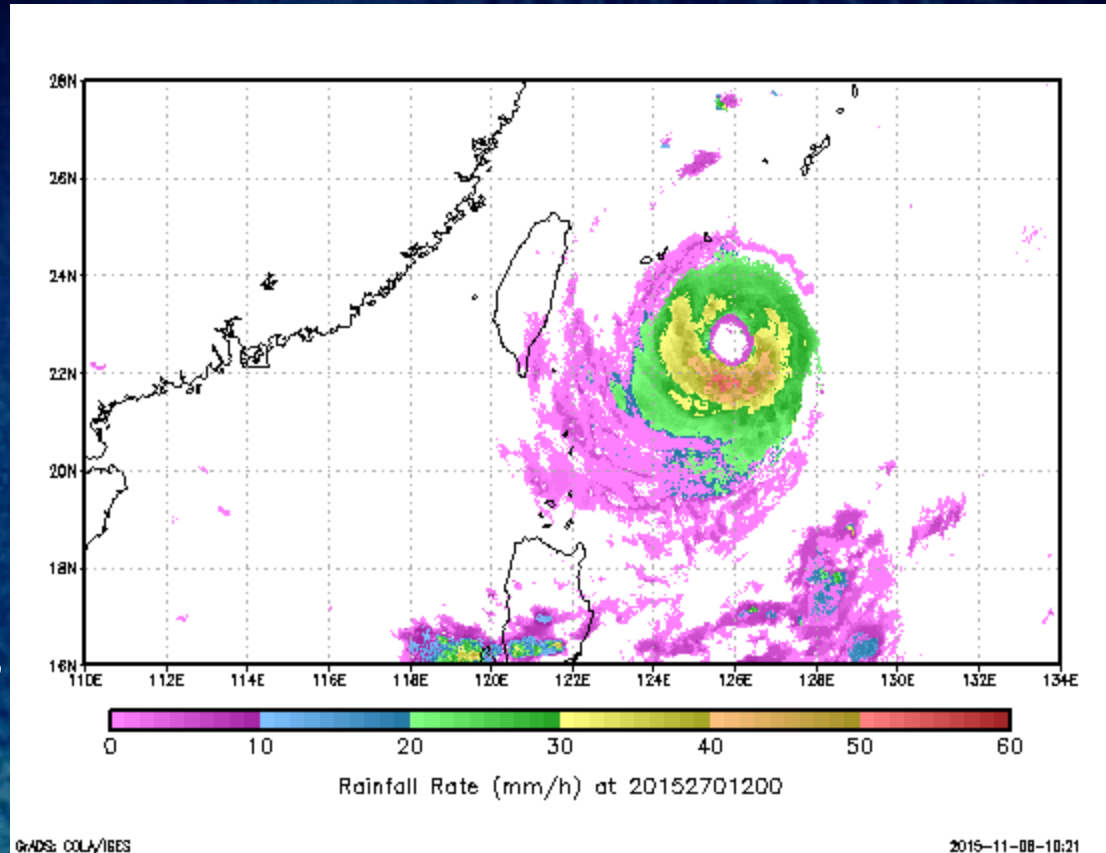 28N
26N
24N
22N
20N
18N
16N
110E 112E 114E 116E 118E 120E 122E 124E 126E 128E 130E 132E 134E
0 10 20 30 40 50 60
Rainfall Rate (mm/h) at 20152701200
GrADS: COLA/IGES 2015-11-08-10:21